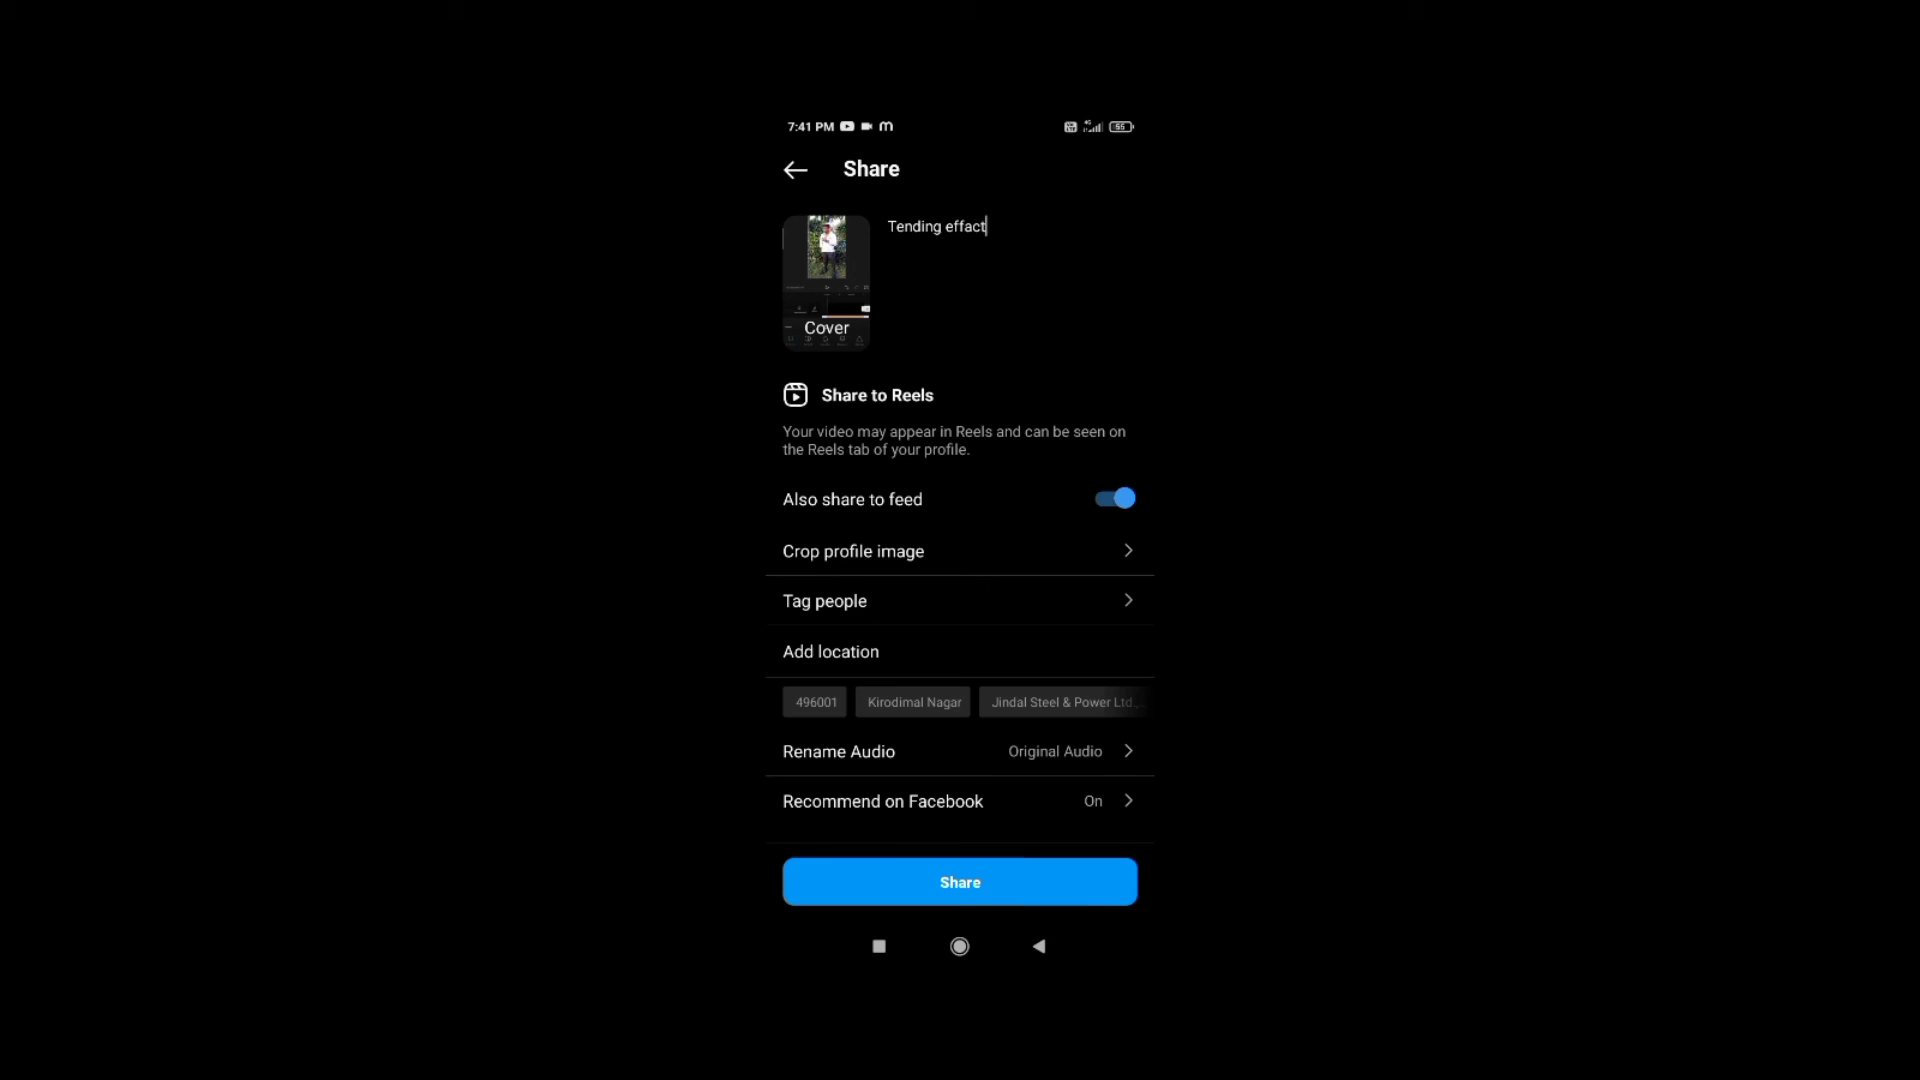 7:41 PM
4G
55
Share
Tending effact
Cover
Share to Reels
Your video may appear in Reels and can be seen on
the Reels tab of your profile.
Also share to feed
Crop profile image
Tag people
Add location
496001 Kirodimal Nagar Jindal Steel & Power Ltd.,..
Rename Audio Original Audio
Recommend on Facebook On
Share